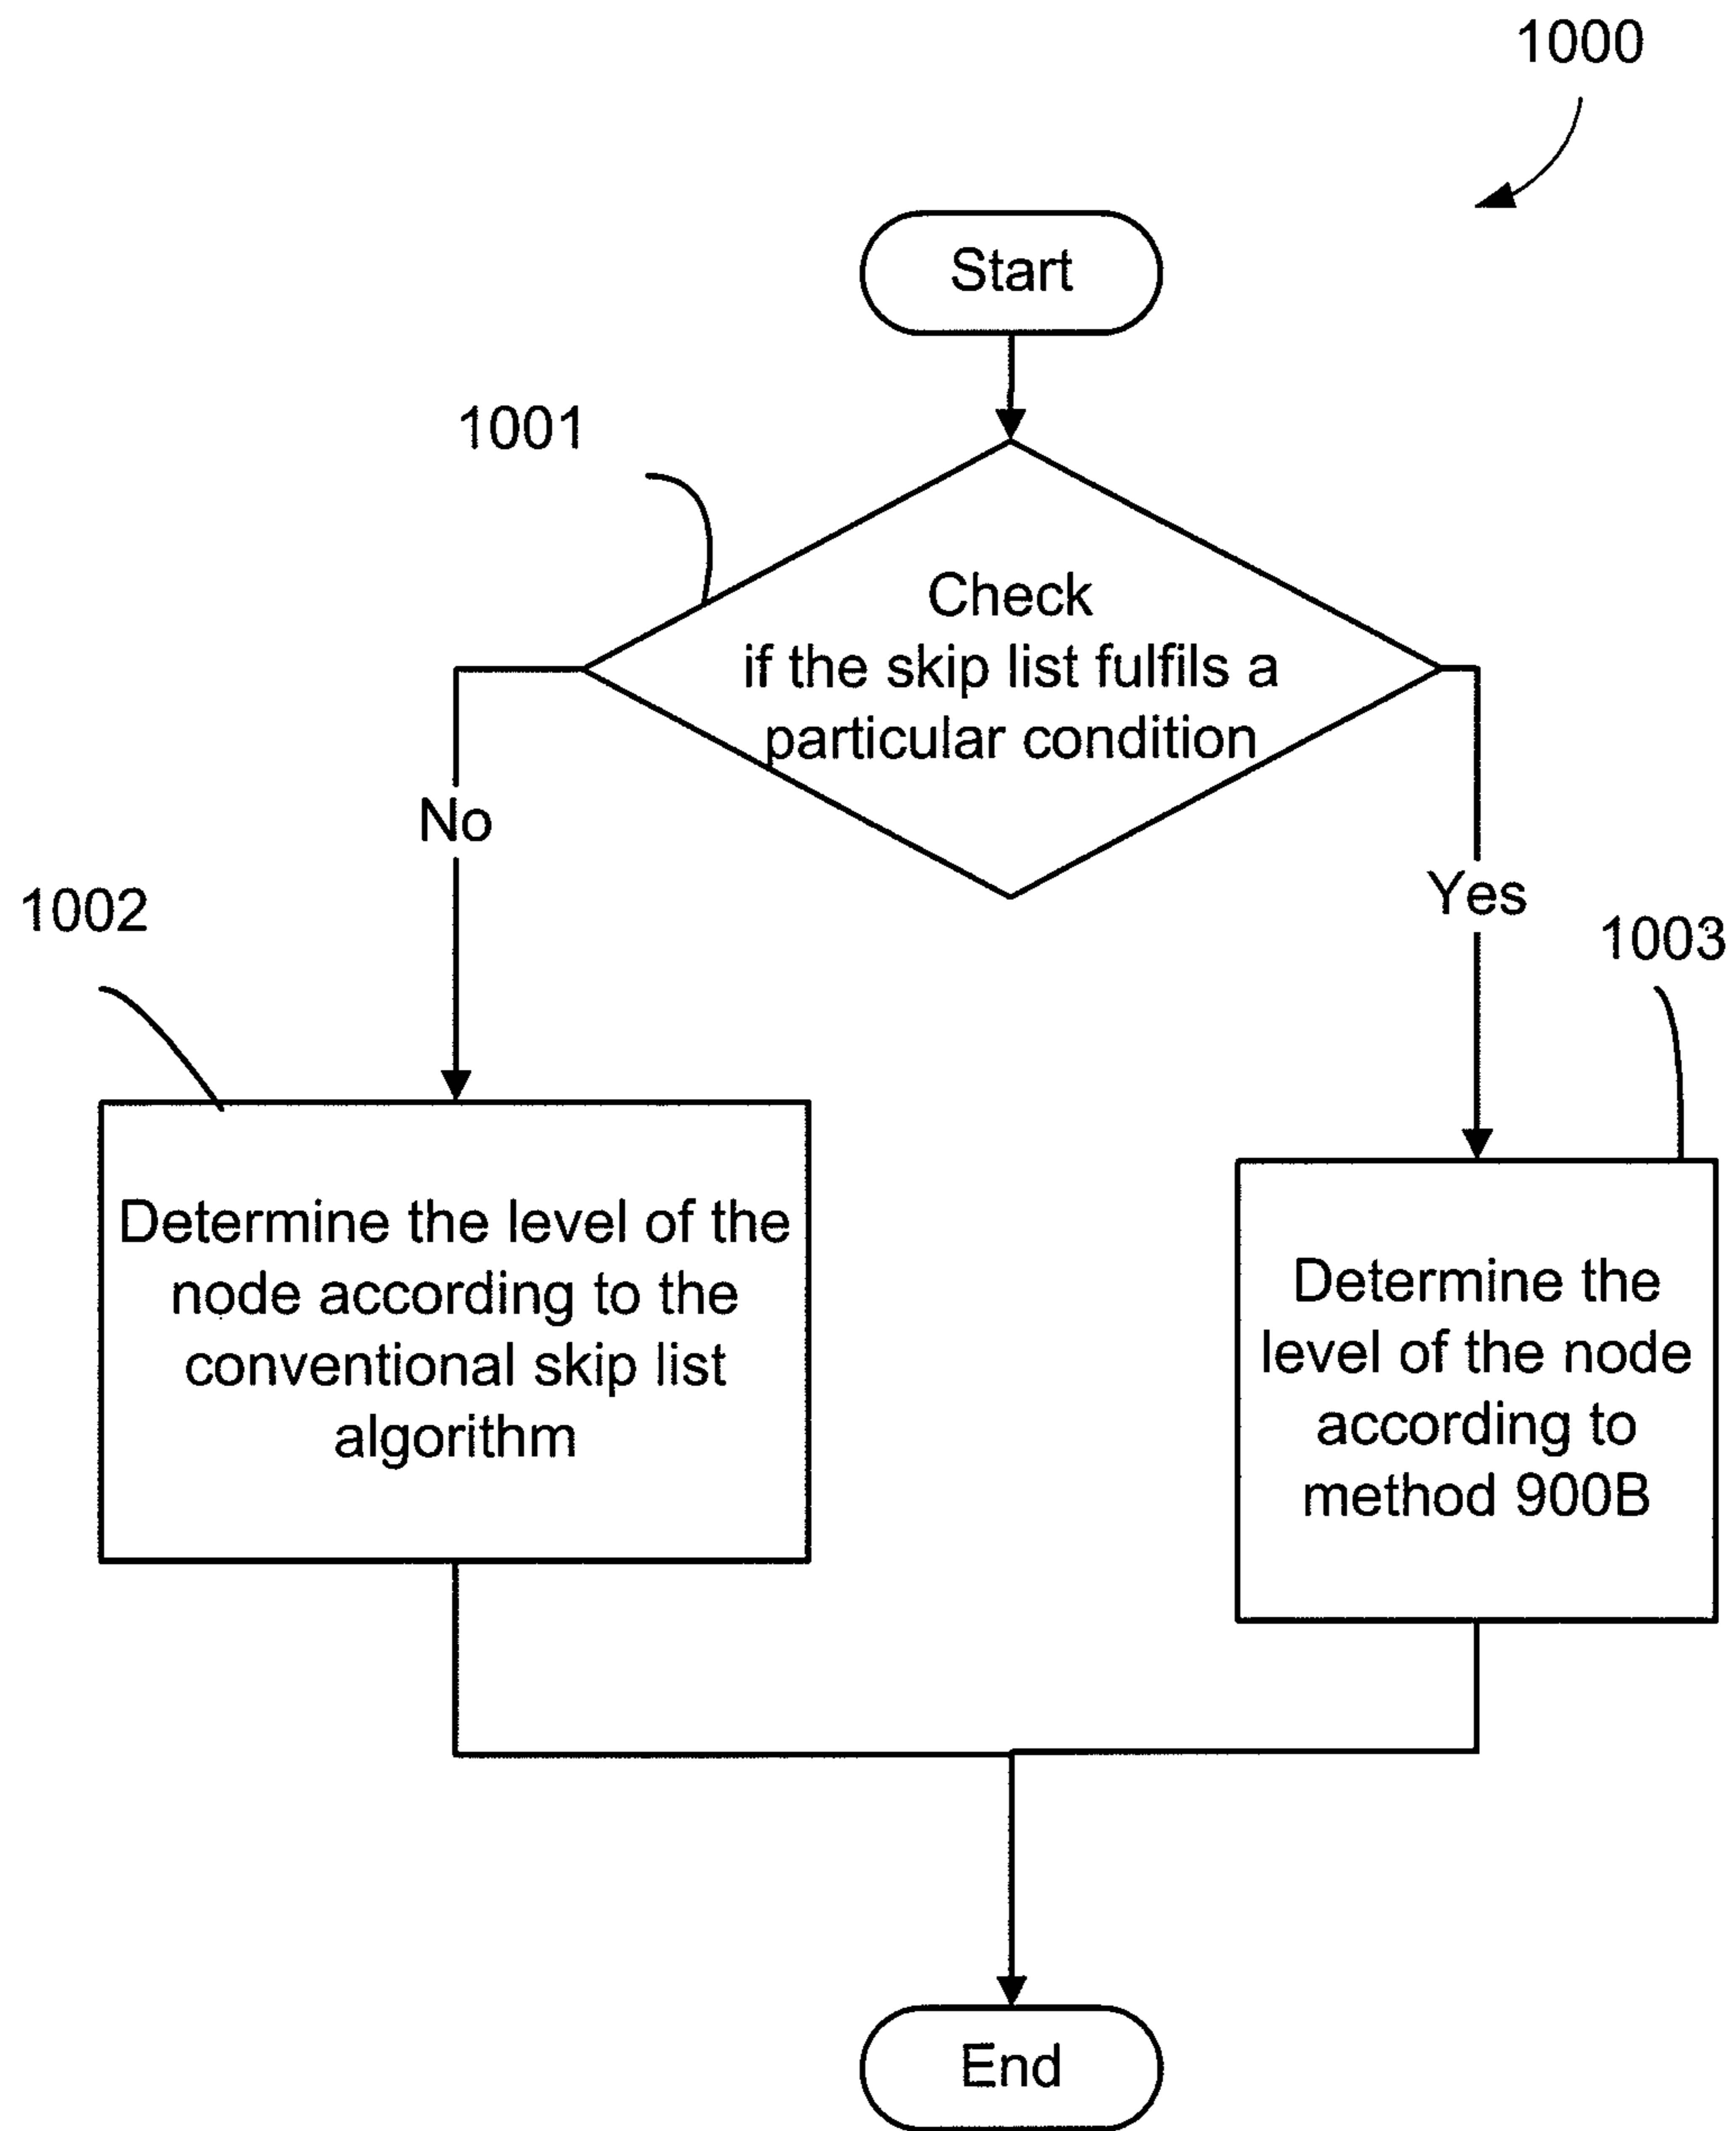 1000
Start
1001
Check
if the skip list fulfils a
particular condition
No
Yes
1002
1003
Determine the level of the
node according to the
conventional skip list
algorithm
Determine the
level of the node
according to
method 900B
End